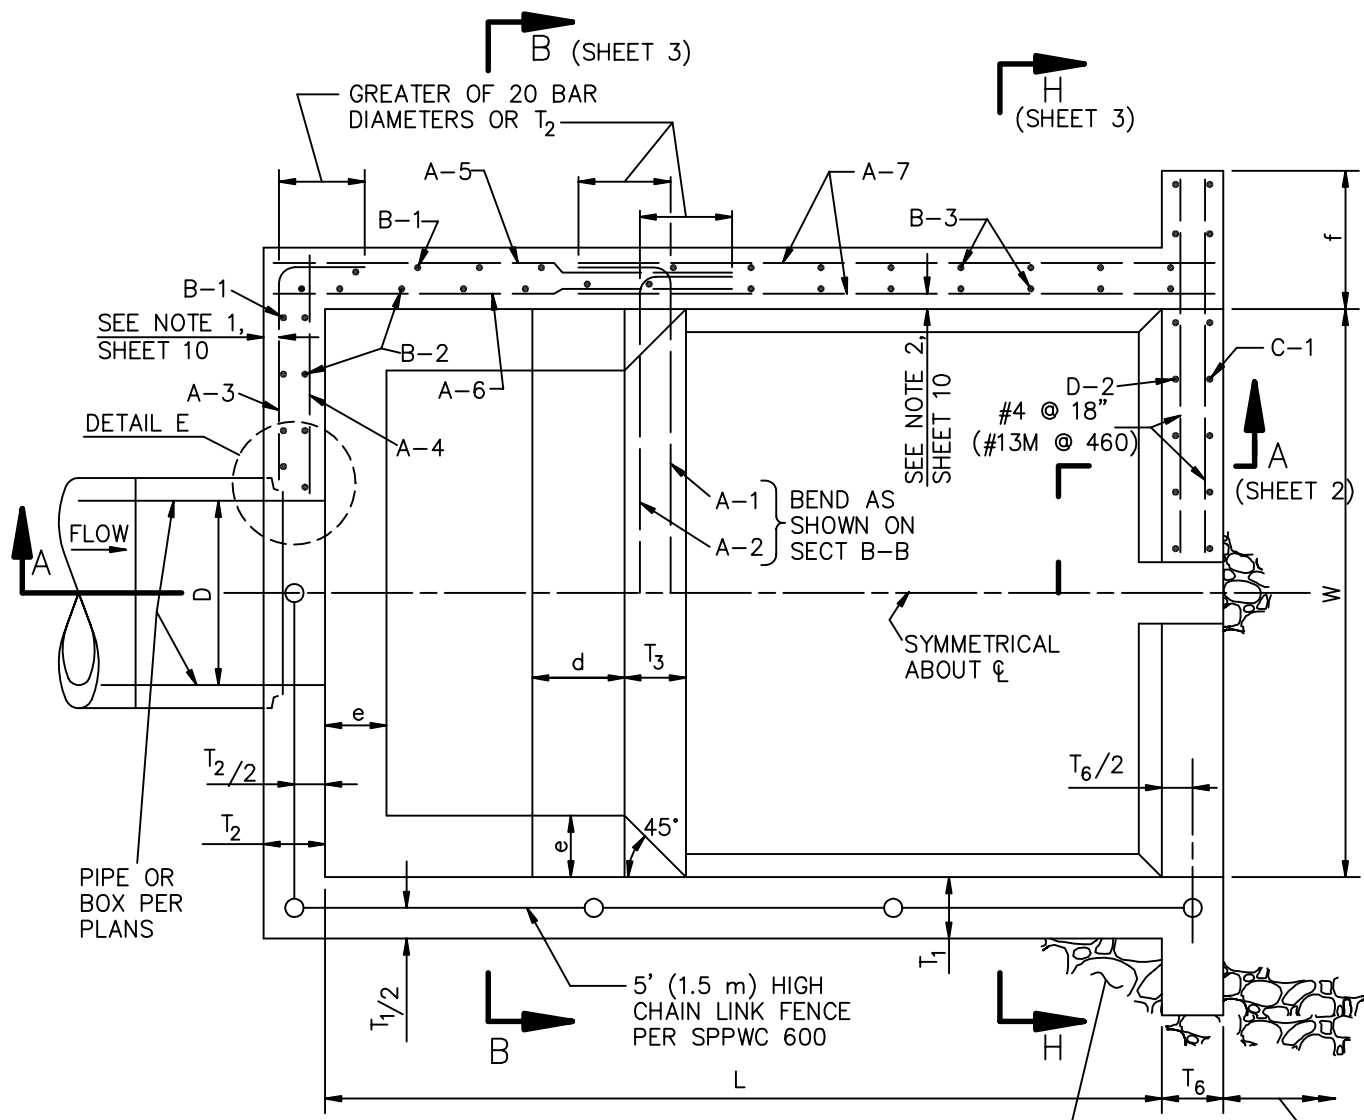 B (SHEET 3)
H
(SHEET 3)
GREATER OF 20 BAR
DIAMETERS OR T2
A-5
A-7
B-1
B-3
f
B-1
SEE NOTE 1,
SHEET 10
B-2
A-6
A-3
A-4
DETAIL E
SEE NOTE 2,
SHEET 10
C-1
D-2
#4 @ 18"
(#13M @ 460)
A
(SHEET 2)
A-1
A-2
BEND AS
SHOWN ON
SECT B-B
FLOW
A
D
W
SYMMETRICAL
ABOUT ℄
d
T3
e
T2/2
T6/2
T2
45°
e
PIPE OR
BOX PER
PLANS
T1
T1/2
5' (1.5 m) HIGH
CHAIN LINK FENCE
PER SPPWC 600
B
H
L
T6